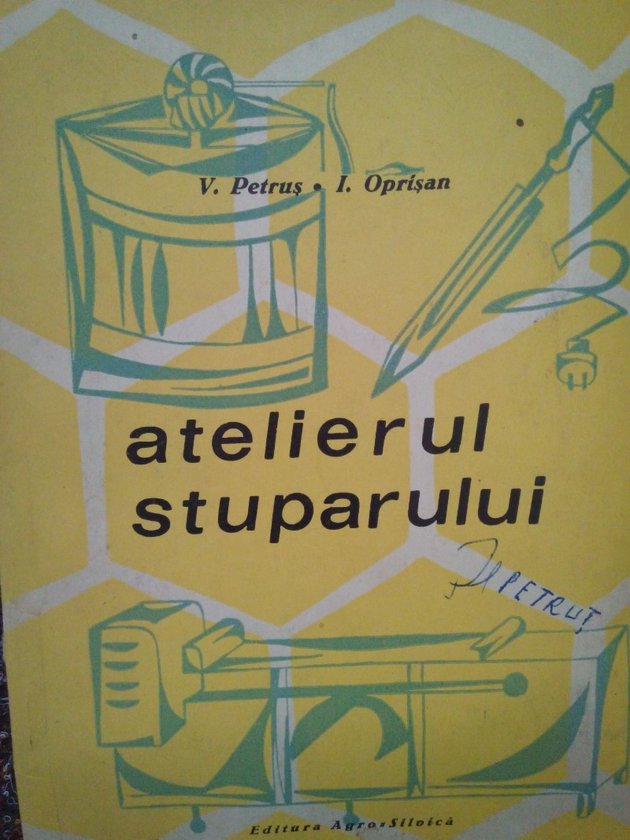 V. Petruș • I. Oprișan
atelierul
stuparului
PETRUȚ
Editura Agro-Silvică